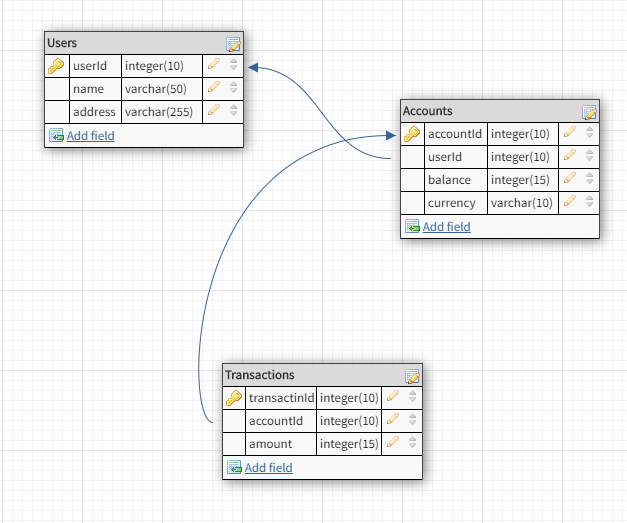 Users
userId integer(10)
name varchar(50)
address varchar(255)
Add field
Accounts
accountId integer(10)
userId integer(10)
balance integer(15)
currency varchar(10)
Add field
Transactions
transactinId integer(10)
accountId integer(10)
amount integer(15)
Add field